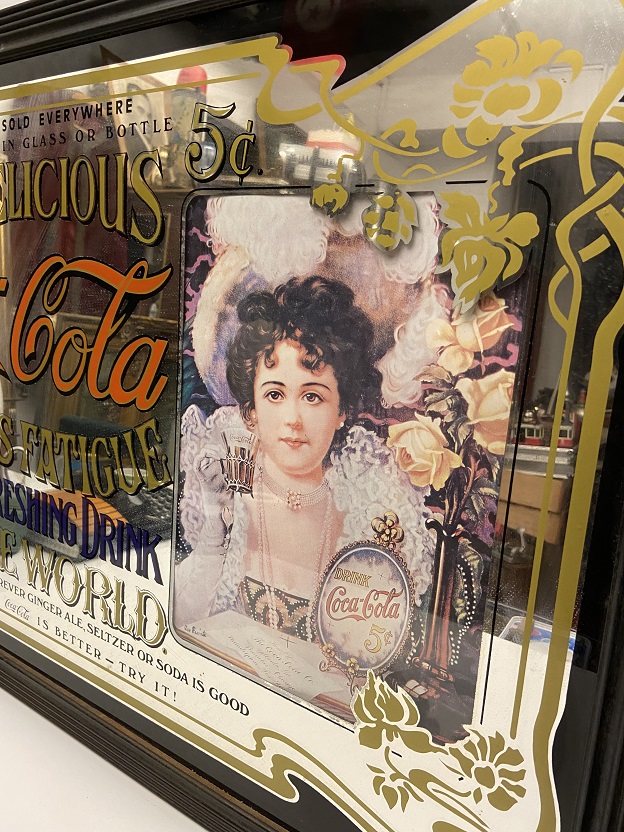 SOLD EVERYWHERE
IN GLASS OR BOTTLE
5¢.
ELICIOUS
Cola
S FATIGUE
RESHING DRINK
E WORLD.
REVER GINGER ALE, SELTZER OR SODA IS GOOD
Coca-Cola IS BETTER – TRY IT!
DRINK
Coca-Cola
5¢